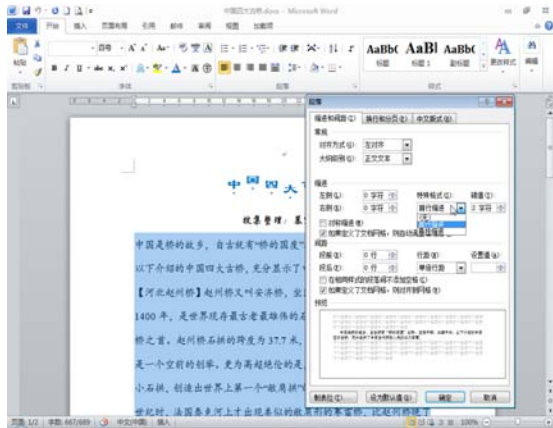 中国四大古桥.docx - Microsoft Word
文件 开始 插入 页面布局 引用 邮件 审阅 视图 加载项
四号
AaBb( AaBl AaBb(
粘贴 标题 标题 1 副标题 更改样式 编辑
剪贴板 字体 段落 样式
段落
缩进和间距(I) 换行和分页(P) 中文版式(H)
常规
对齐方式(G): 左对齐
大纲级别(O): 正文文本
缩进
左侧(L): 0 字符 特殊格式(S): 磅值(Y):
右侧(R): 0 字符 首行缩进 2 字符
对称缩进(M)
如果定义了文档网格，则自动
间距
段前(B): 0 行 行距(N): 设置值(A):
段后(F): 0 行 单倍行距
在相同样式的段落间不添加空格(C)
如果定义了文档网格，则对齐到网格(W)
预览
制表位(T)... 设为默认值(D) 确定 取消
中国四大
收集整理：
中国是桥的故乡，自古就有"桥的国度"
以下介绍的中国四大古桥，充分显示了
【河北赵州桥】赵州桥又叫安济桥，坐
1400 年，是世界现存最古老最雄伟的石
桥之首。赵州桥石拱的跨度为 37.7 米，
是一个空前的创举。更为高超绝伦的是，
小石拱，创造出世界上第一个"敞肩拱"
世纪时，法国泰克河上才出现类似的敞肩形的赛雷桥，比赵州桥晚了
页面: 1/2 字数: 667/689 中文(中国) 插入 100%